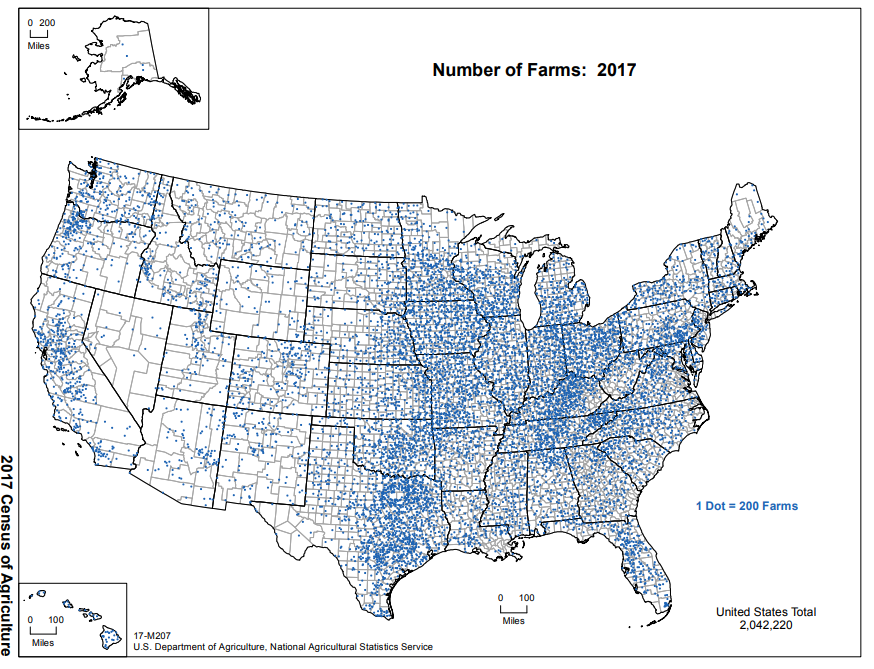 0 200
Miles
Number of Farms: 2017
1 Dot = 200 Farms
2017 Census of Agriculture
0 100
Miles
0 100
Miles
United States Total
2,042,220
17-M207
U.S. Department of Agriculture, National Agricultural Statistics Service